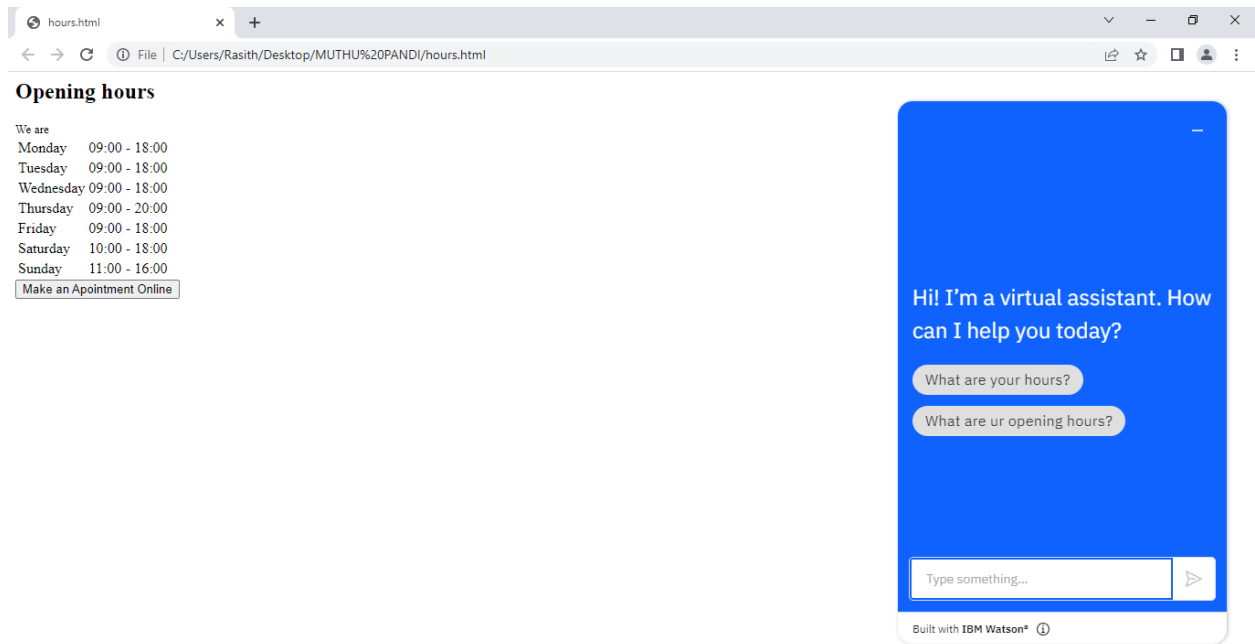 hours.html
File | C:/Users/Rasith/Desktop/MUTHU%20PANDI/hours.html
Opening hours
We are
Monday 09:00 - 18:00
Tuesday 09:00 - 18:00
Wednesday 09:00 - 18:00
Thursday 09:00 - 20:00
Friday 09:00 - 18:00
Saturday 10:00 - 18:00
Sunday 11:00 - 16:00
Make an Apointment Online
Hi! I'm a virtual assistant. How
can I help you today?
What are your hours?
What are ur opening hours?
Type something...
Built with IBM Watson®